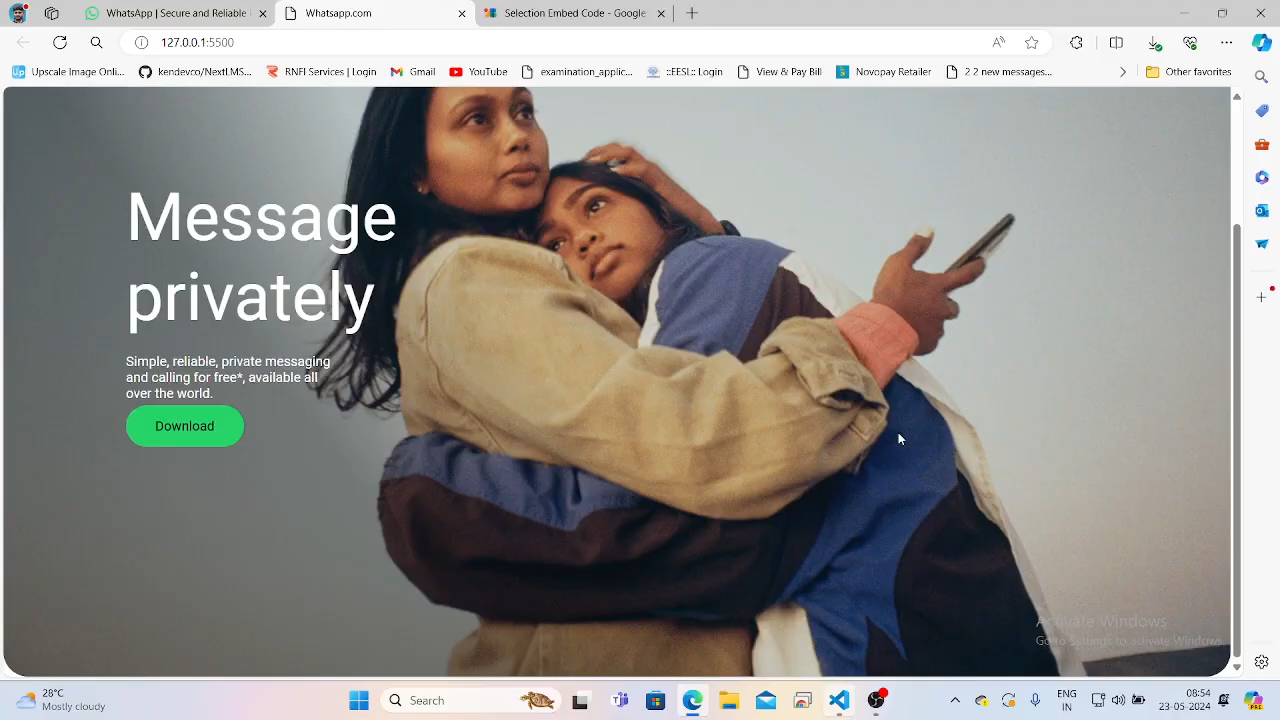 WhatsApp | Secure and Reliable
Whatsapp.com
Selection Embed Code - Google
127.0.0.1:5500
Upscale Image Onl...
kendevco/NextJ MS...
RNFI Services | Login
Gmail
YouTube
examination_applic...
::EESL:: Login
View & Pay Bill
Novopay Retailer
2 2 new messages...
Other favorites
Message
privately
Simple, reliable, private messaging
and calling for free*, available all
over the world.
Download
Activate Windows
Go to Settings to activate Windows.
28°C
Mostly cloudy
Search
ENG
IN
08:54
23-05-2024